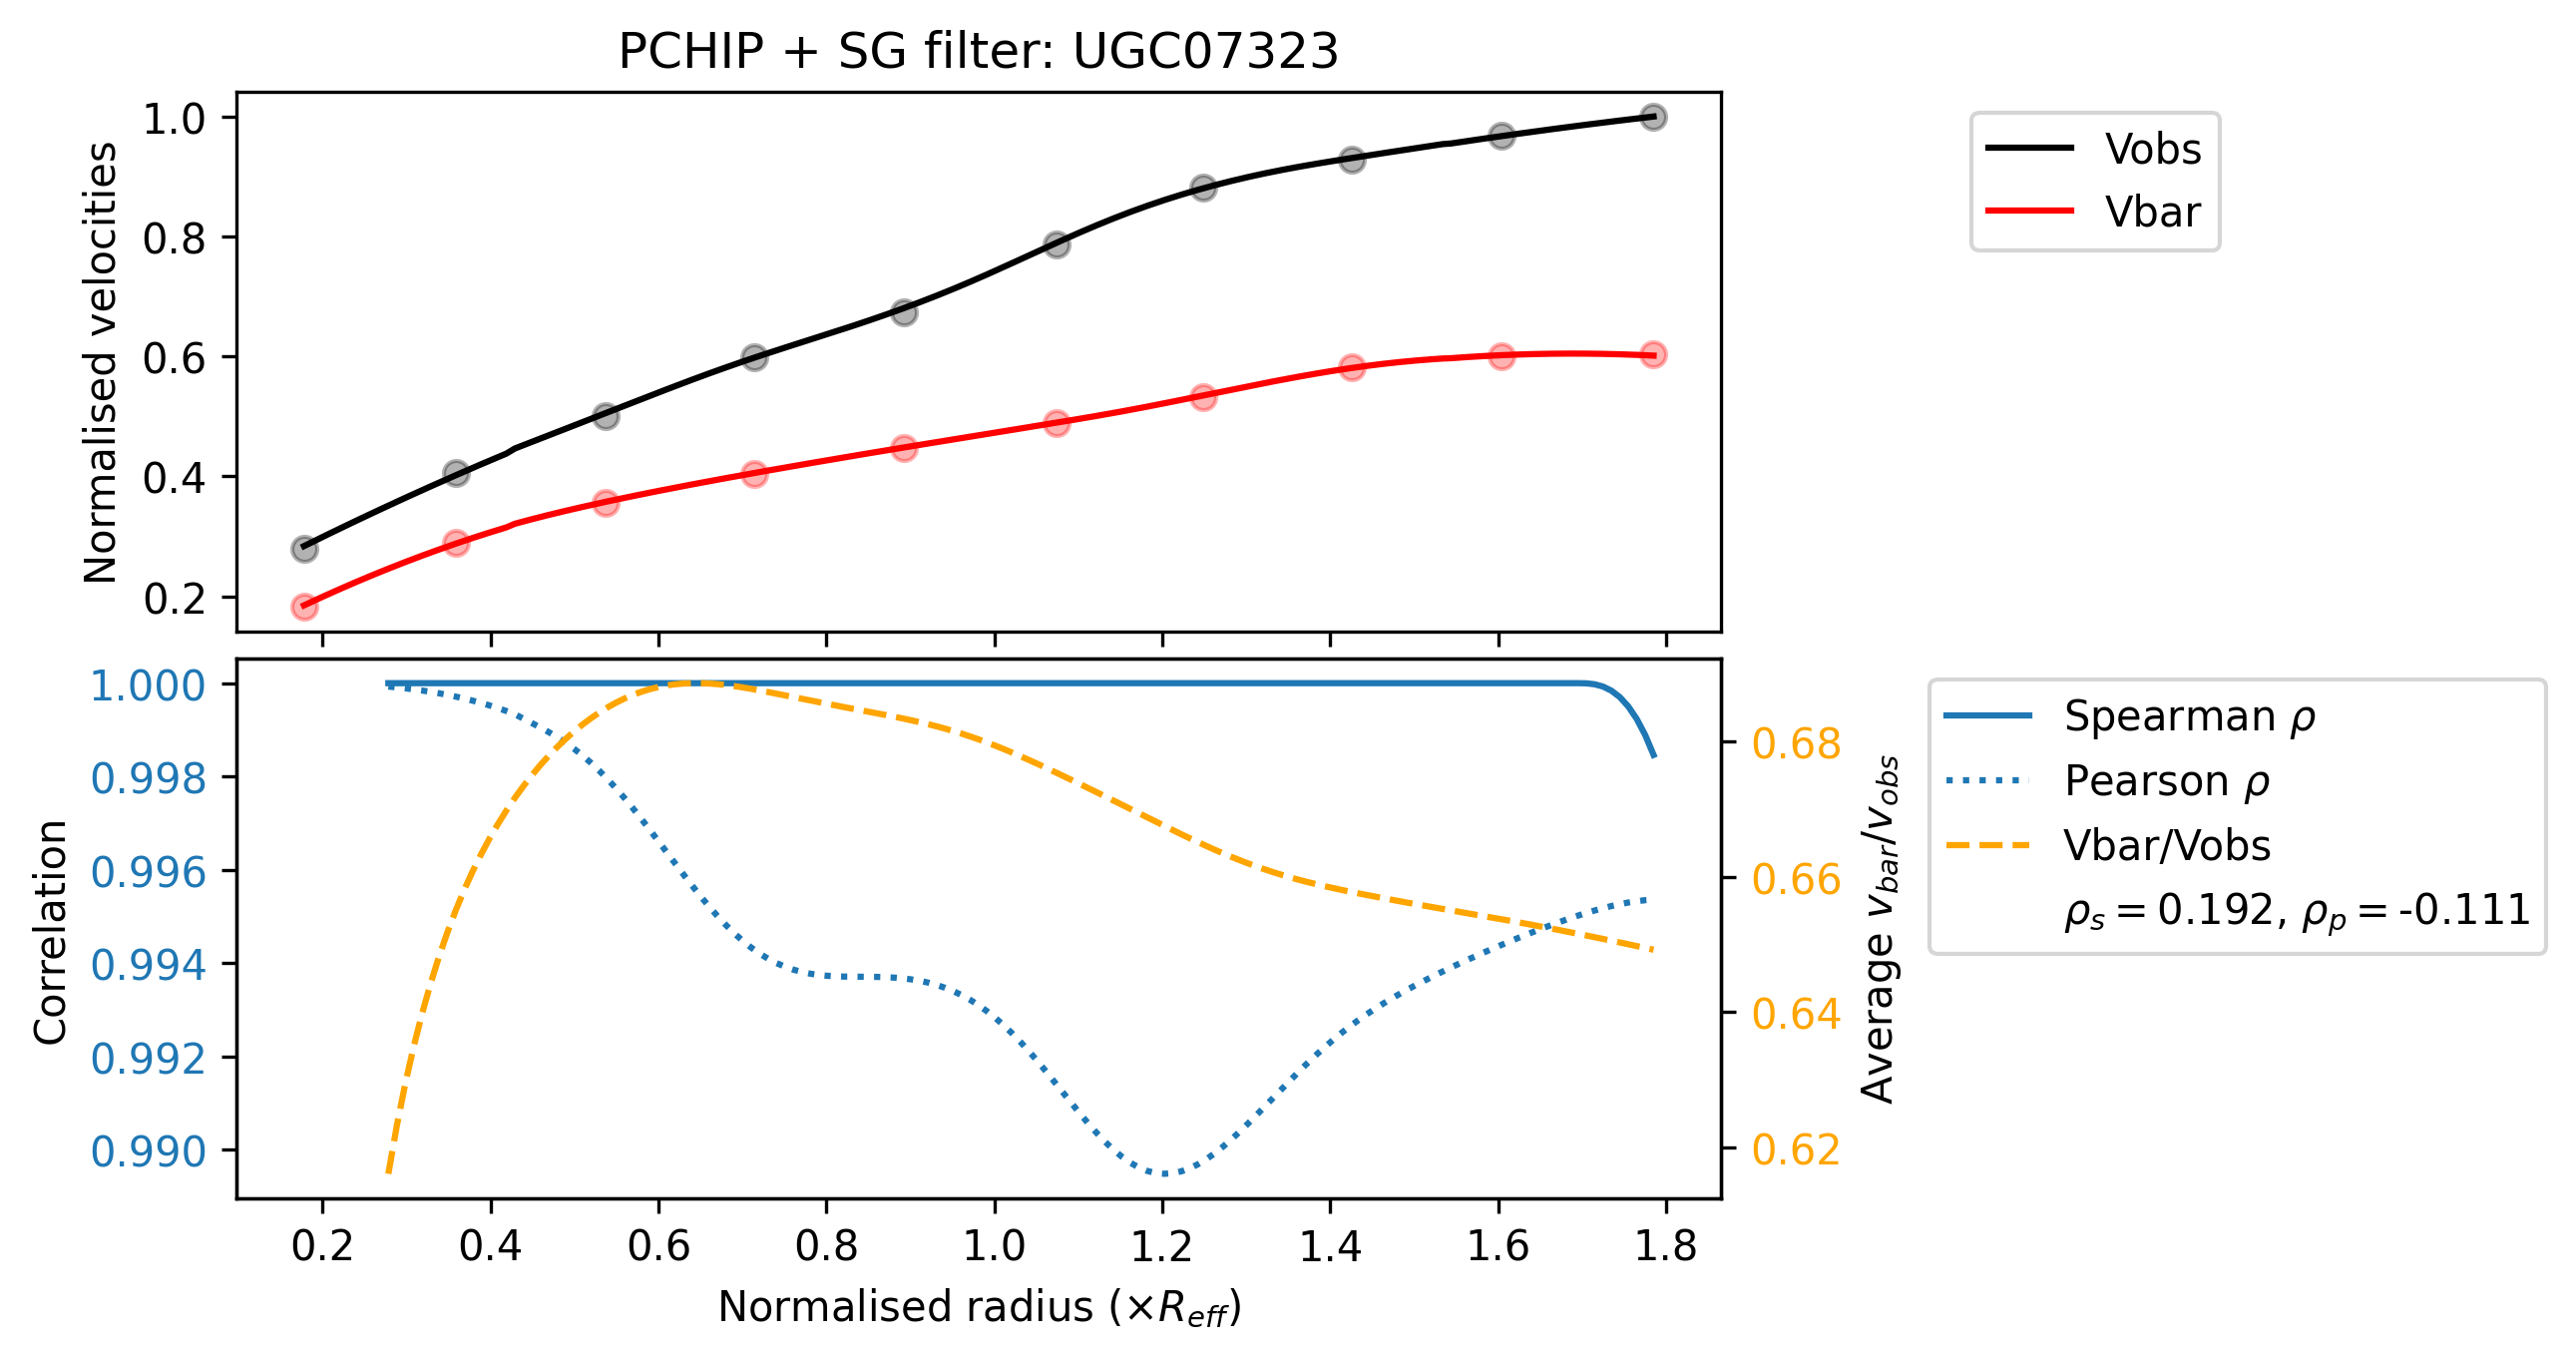 PCHIP + SG filter: UGC07323
Normalised velocities
1.0
0.8
0.6
0.4
0.2
Vobs
Vbar
Correlation
1.000
0.998
0.996
0.994
0.992
0.990
0.68
0.66
0.64
0.62
Average v_bar/v_obs
Spearman ρ
Pearson ρ
Vbar/Vobs
ρ_s = 0.192, ρ_p = -0.111
0.2 0.4 0.6 0.8 1.0 1.2 1.4 1.6 1.8
Normalised radius (×R_eff)